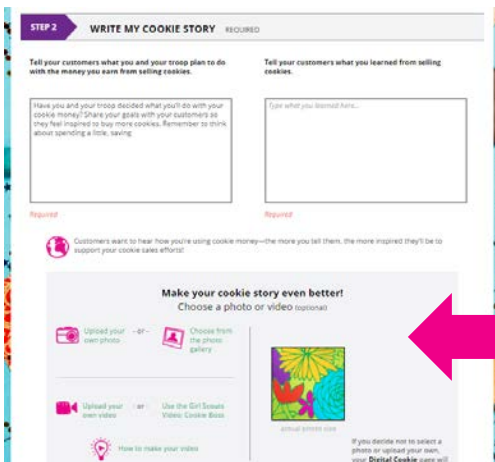 STEP 2
WRITE MY COOKIE STORY REQUIRED
Tell your customers what you and your troop plan to do
with the money you earn from selling cookies.
Tell your customers what you learned from selling
cookies.
Have you and your troop decided what you'll do with your
cookie money? Share your goals with your customers so
they feel inspired to buy more cookies. Remember to think
about spending a little, saving
Type what you learned here...
Required
Required
Customers want to hear how you're using cookie money—the more you tell them, the more inspired they'll be to
support your cookie sales efforts!
Make your cookie story even better!
Choose a photo or video (optional)
Upload your
own photo
- or -
Choose from
the photo
gallery
Upload your
own video
- or -
Use the Girl Scouts
Video: Cookie Boss
How to make your video
actual photo size
If you decide not to select a
photo or upload your own,
your Digital Cookie page will